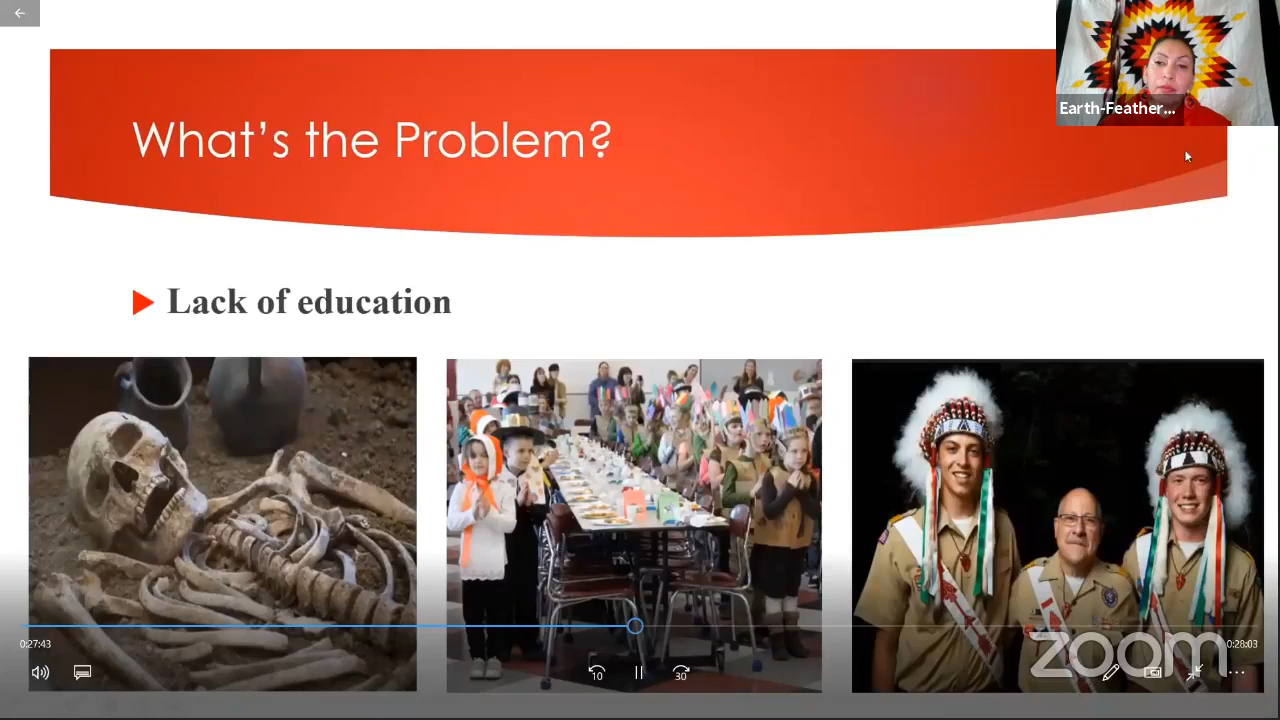 Earth-Feather...
What's the Problem?
Lack of education
0:27:43
0:28:03
10
30
zoom